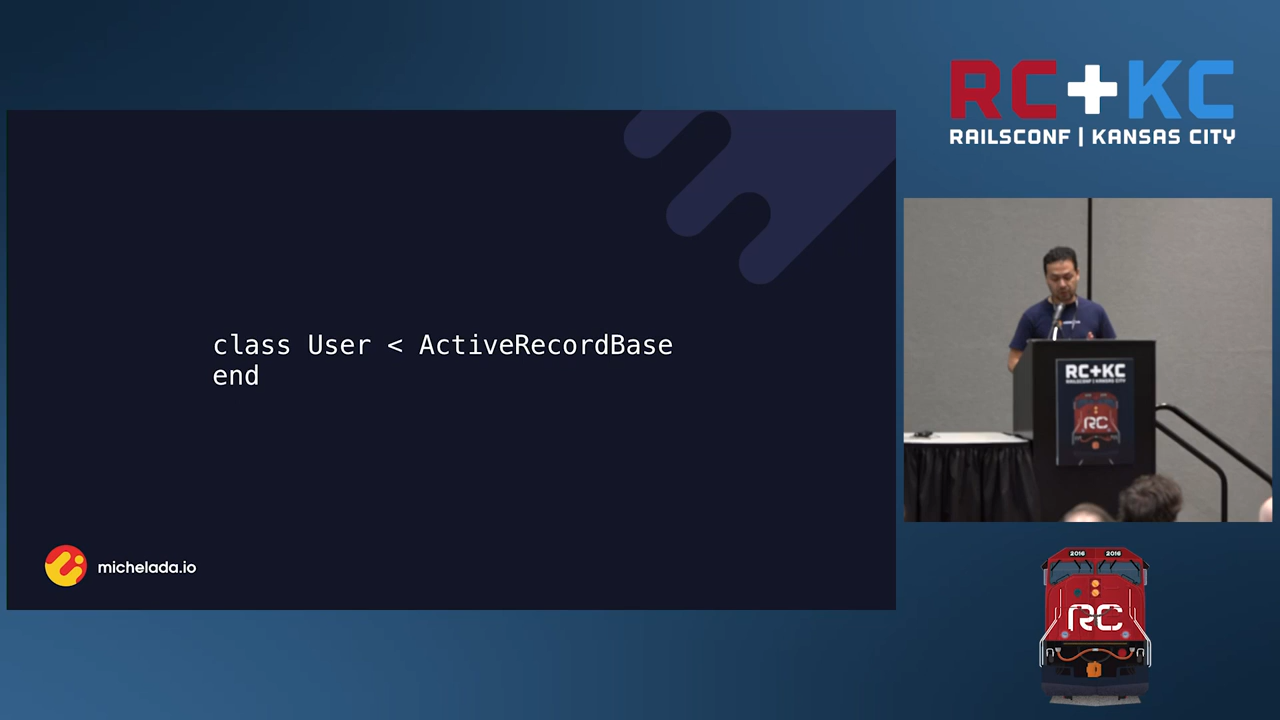 RC+KC
RAILSCONF | KANSAS CITY
class User < ActiveRecordBase
end
michelada.io
RC+KC
RAILSCONF | KANSAS CITY
RC
2016 2016
RC